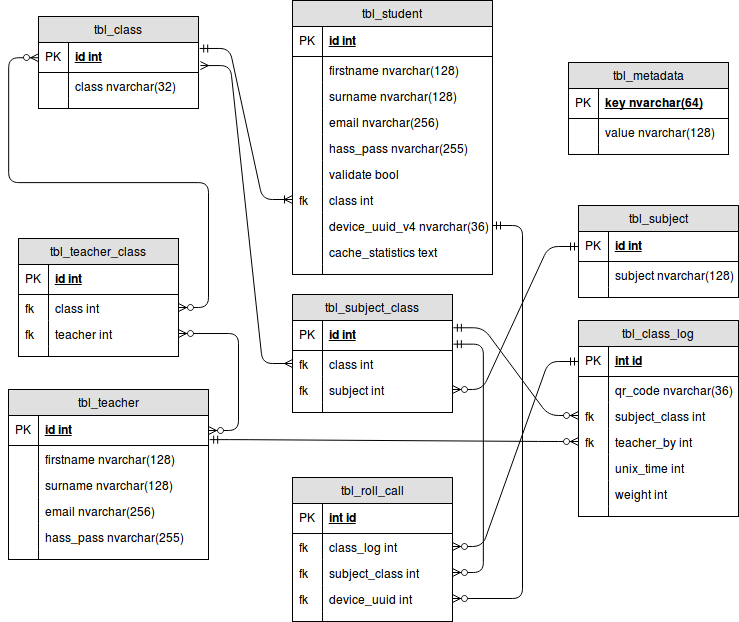 tbl_class
PK id int
class nvarchar(32)
tbl_student
PK id int
firstname nvarchar(128)
surname nvarchar(128)
email nvarchar(256)
hass_pass nvarchar(255)
validate bool
fk class int
device_uuid_v4 nvarchar(36)
cache_statistics text
tbl_metadata
PK key nvarchar(64)
value nvarchar(128)
tbl_teacher_class
PK id int
fk class int
fk teacher int
tbl_subject_class
PK id int
fk class int
fk subject int
tbl_subject
PK id int
subject nvarchar(128)
tbl_teacher
PK id int
firstname nvarchar(128)
surname nvarchar(128)
email nvarchar(256)
hass_pass nvarchar(255)
tbl_roll_call
PK int id
fk class_log int
fk subject_class int
fk device_uuid int
tbl_class_log
PK int id
qr_code nvarchar(36)
fk subject_class int
fk teacher_by int
unix_time int
weight int